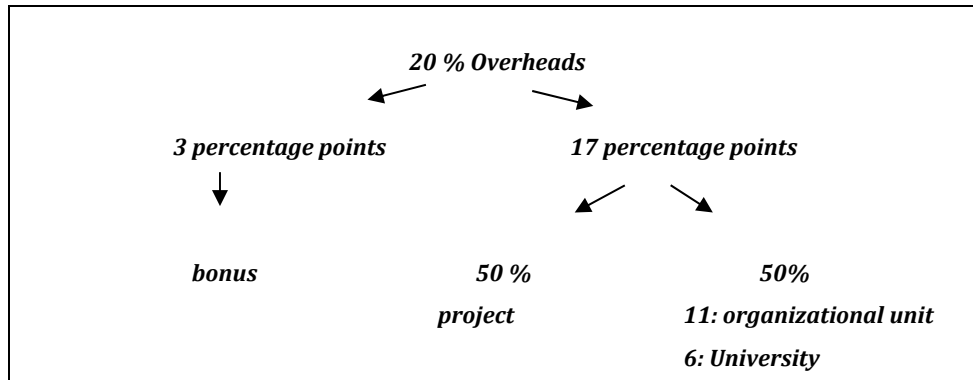 20 % Overheads
3 percentage points 17 percentage points
bonus 50 % 50%
project 11: organizational unit
6: University